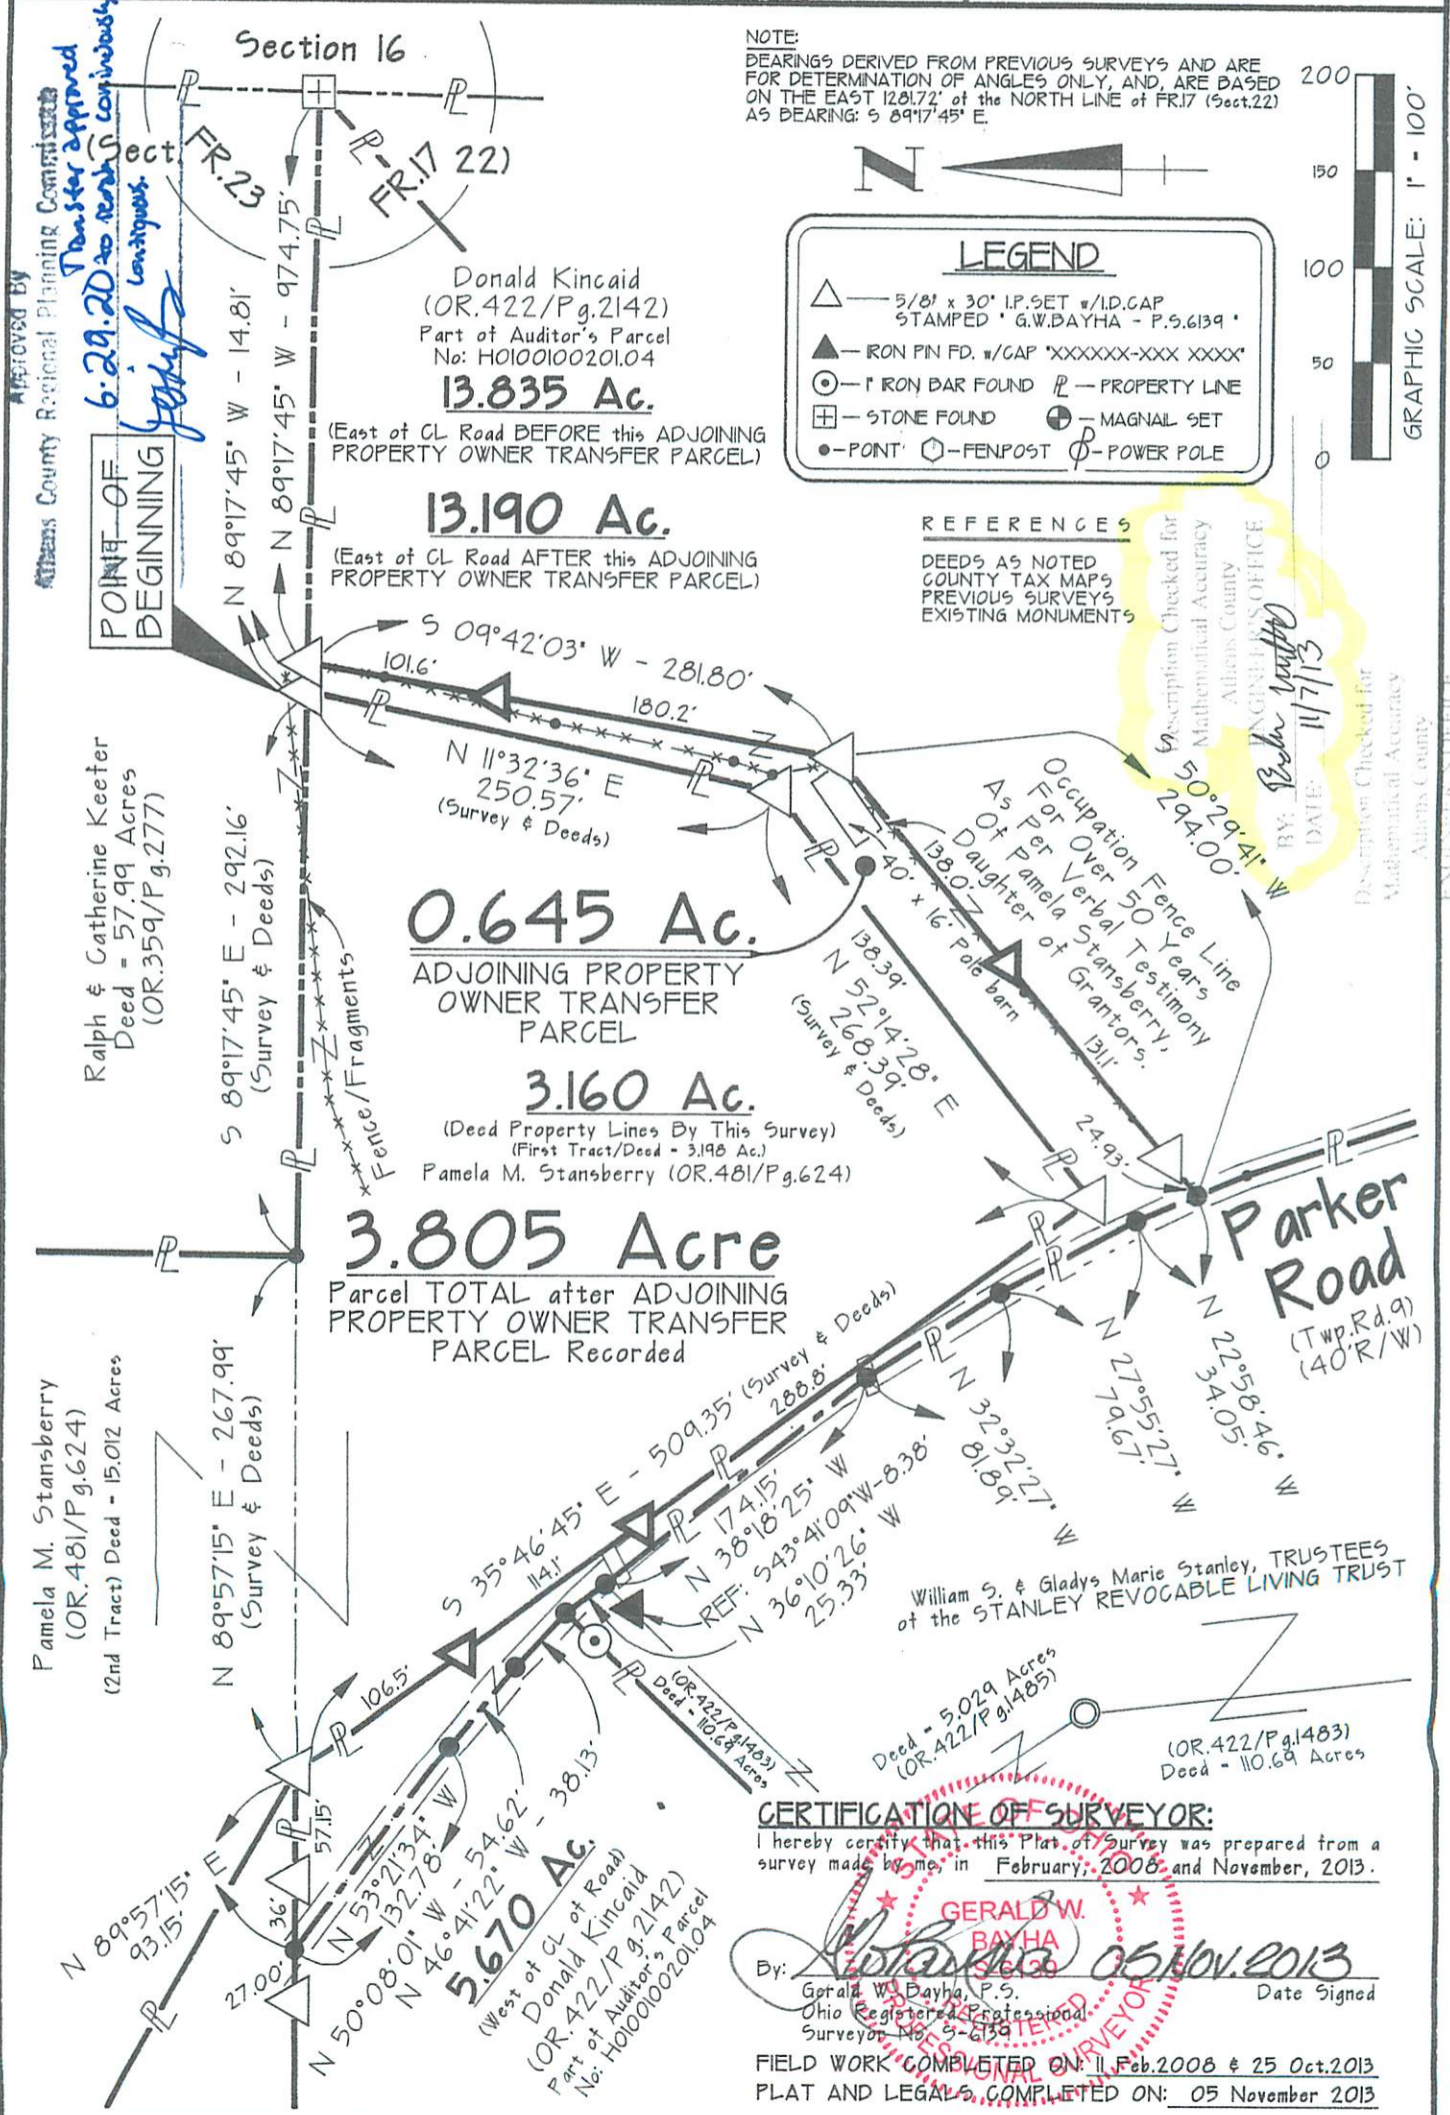 Section 16
Approved By
Athens County Regional Planning Commission
Transfer approved
6.29.20 to remain continuously
contiguous.
(Sect. 22)
FR.23
FR.17
NOTE:
BEARINGS DERIVED FROM PREVIOUS SURVEYS AND ARE
FOR DETERMINATION OF ANGLES ONLY, AND, ARE BASED
ON THE EAST 1281.72' of the NORTH LINE of FR.17 (Sect.22)
AS BEARING: S 89°17'45" E.
N
200
150
100
50
0
GRAPHIC SCALE: 1" - 100'
LEGEND
5/8" x 30" I.P.SET w/I.D.CAP
STAMPED " G.W.BAYHA - P.S.6139 "
IRON PIN FD. w/CAP "XXXXXX-XXX XXXX"
1" IRON BAR FOUND PL - PROPERTY LINE
STONE FOUND - MAGNAIL SET
-POINT -FEN.POST -POWER POLE
N 89°17'45" W - 14.81'
N 89°17'45" W - 974.75'
Donald Kincaid
(OR.422/Pg.2142)
Part of Auditor's Parcel
No: H0100100201.04
13.835 Ac.
(East of CL Road BEFORE this ADJOINING
PROPERTY OWNER TRANSFER PARCEL)
13.190 Ac.
(East of CL Road AFTER this ADJOINING
PROPERTY OWNER TRANSFER PARCEL)
POINT OF
BEGINNING
REFERENCES
DEEDS AS NOTED
COUNTY TAX MAPS
PREVIOUS SURVEYS
EXISTING MONUMENTS
Description Checked for
Mathematical Accuracy
Athens County
ENGINEER'S OFFICE
BY:
DATE: 11/7/13
Description Checked for
Mathematical Accuracy
Athens County
S 09°42'03" W - 281.80'
101.6'
180.2'
N 11°32'36" E
250.57'
(Survey & Deeds)
S 50°29'41" W
294.00'
Occupation Fence Line
For Over 50 Years
As Per Verbal Testimony
Of Pamela Stansberry,
Daughter of Grantors.
138.0'
40' x 16' Pole barn
131.1'
Ralph & Catherine Keeter
Deed - 57.99 Acres
(OR.359/Pg.277)
S 89°17'45" E - 292.16'
(Survey & Deeds)
Fence/Fragments
0.645 Ac.
ADJOINING PROPERTY
OWNER TRANSFER
PARCEL
138.39'
N 52°14'28" E
268.39'
(Survey & Deeds)
3.160 Ac.
(Deed Property Lines By This Survey)
(First Tract/Deed - 3.198 Ac.)
Pamela M. Stansberry (OR.481/Pg.624)
24.93'
3.805 Acre
Parcel TOTAL after ADJOINING
PROPERTY OWNER TRANSFER
PARCEL Recorded
Parker
Road
(Twp.Rd.9)
(40'R/W)
N 22°58'46" W
34.05'
N 27°55'27" W
79.67'
N 32°32'27" W
81.89'
S 35°46'45" E - 509.35' (Survey & Deeds)
288.8'
114.1'
106.5'
174.15'
N 38°18'25" W
REF: S43°41'09"W-8.38'
N 36°10'26" W
25.33'
Pamela M. Stansberry
(OR.481/Pg.624)
(2nd Tract) Deed - 15.012 Acres
N 89°57'15" E - 267.99'
(Survey & Deeds)
William S. & Gladys Marie Stanley, TRUSTEES
of the STANLEY REVOCABLE LIVING TRUST
(OR.422/Pg.1483)
Deed - 110.69 Acres
Deed - 5.029 Acres
(OR.422/Pg.1485)
(OR.422/Pg.1483)
Deed - 110.69 Acres
57.15'
36'
27.00'
N 89°57'15" E
93.15'
N 53°21'34" W
132.78'
N 50°08'01" W - 54.62'
N 46°41'22" W - 38.13'
5.670 Ac.
(West of CL of Road)
Donald Kincaid
(OR.422/Pg.2142)
Part of Auditor's Parcel
No: H0100100201.04
CERTIFICATION OF SURVEYOR:
I hereby certify that this Plat of Survey was prepared from a
survey made by me, in February, 2008 and November, 2013.
STATE OF OHIO
GERALD W.
BAYHA
S-6139
REGISTERED
PROFESSIONAL SURVEYOR
By: 05 NOV. 2013
Gerald W. Bayha, P.S. Date Signed
Ohio Registered Professional
Surveyor No. S-6139
FIELD WORK COMPLETED ON: 11 Feb.2008 & 25 Oct.2013
PLAT AND LEGALS COMPLETED ON: 05 November 2013